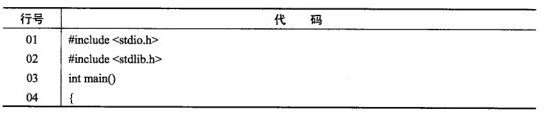 行号 代 码
01 #include <stdio.h>
02 #include <stdlib.h>
03 int main()
04 {